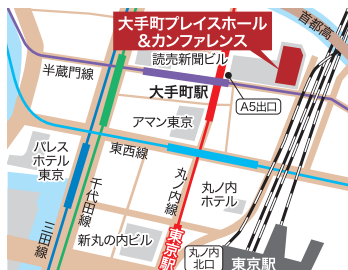 大手町プレイスホール
&カンファレンス
首都高
読売新聞ビル
半蔵門線
大手町駅
A5出口
アマン東京
東西線
パレス
ホテル
東京
千代田線
丸ノ内線
丸ノ内
ホテル
三田線
新丸の内ビル
東京駅
丸ノ内
北口
東京駅